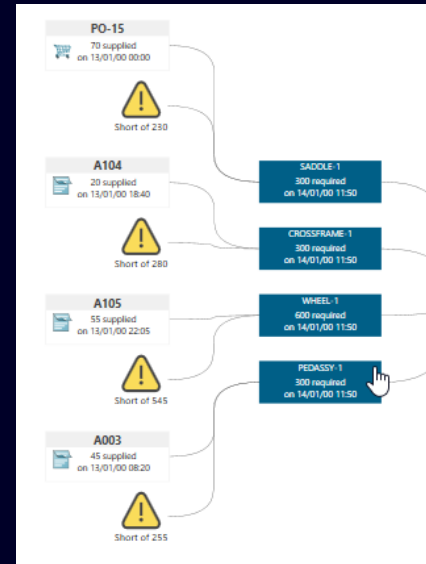 PO-15
70 supplied
on 13/01/00 00:00
Short of 230
A104
20 supplied
on 13/01/00 18:40
Short of 280
A105
55 supplied
on 13/01/00 22:05
Short of 545
A003
45 supplied
on 13/01/00 08:20
Short of 255
SADDLE-1
300 required
on 14/01/00 11:50
CROSSFRAME-1
300 required
on 14/01/00 11:50
WHEEL-1
600 required
on 14/01/00 11:50
PEDASSY-1
300 required
on 14/01/00 11:50